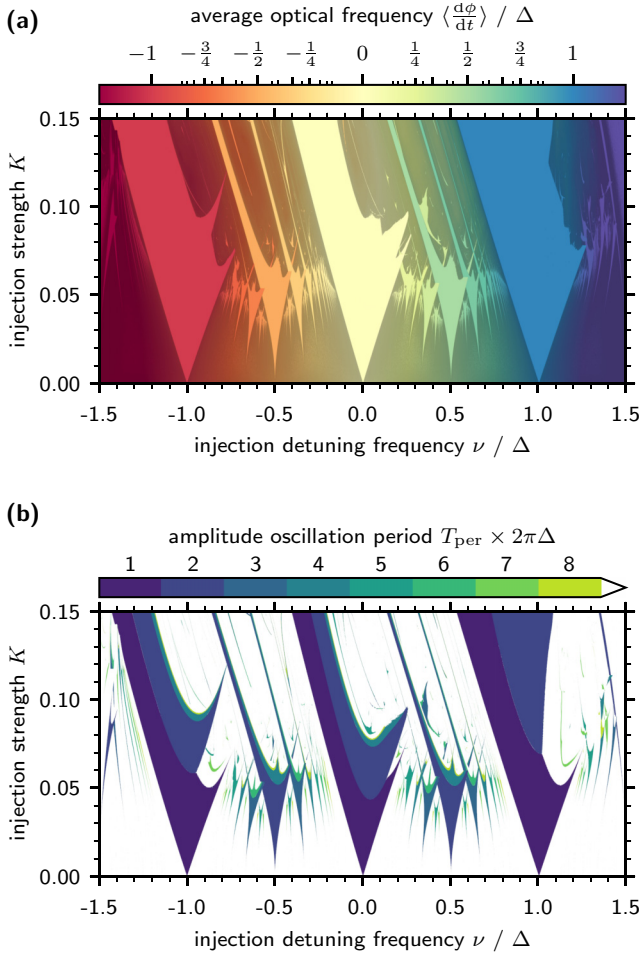 (a)
average optical frequency ⟨dϕ/dt⟩ / Δ
−1 −3/4 −1/2 −1/4 0 1/4 1/2 3/4 1
injection strength K
0.15
0.10
0.05
0.00
-1.5 -1.0 -0.5 0.0 0.5 1.0 1.5
injection detuning frequency ν / Δ
(b)
amplitude oscillation period Tper × 2πΔ
1 2 3 4 5 6 7 8
injection strength K
0.15
0.10
0.05
0.00
-1.5 -1.0 -0.5 0.0 0.5 1.0 1.5
injection detuning frequency ν / Δ